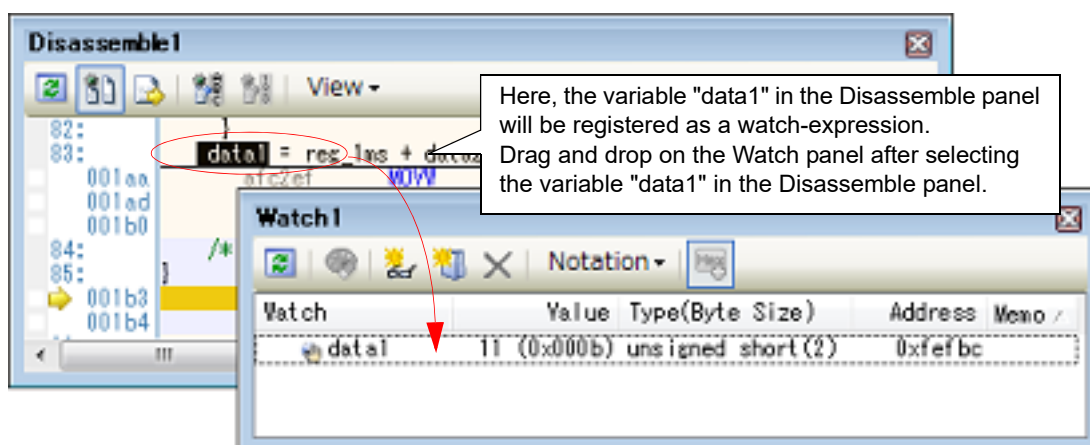 Disassemble1
View
Here, the variable "data1" in the Disassemble panel
will be registered as a watch-expression.
Drag and drop on the Watch panel after selecting
the variable "data1" in the Disassemble panel.
82: }
83: data1 = reg_1ms +
001aa afc2ef MOVW
001ad
001b0
84: /*
85: }
001b3
001b4
Watch1
Notation
Hex
Watch Value Type(Byte Size) Address Memo
data1 11 (0x000b) unsigned short(2) 0xfefbc